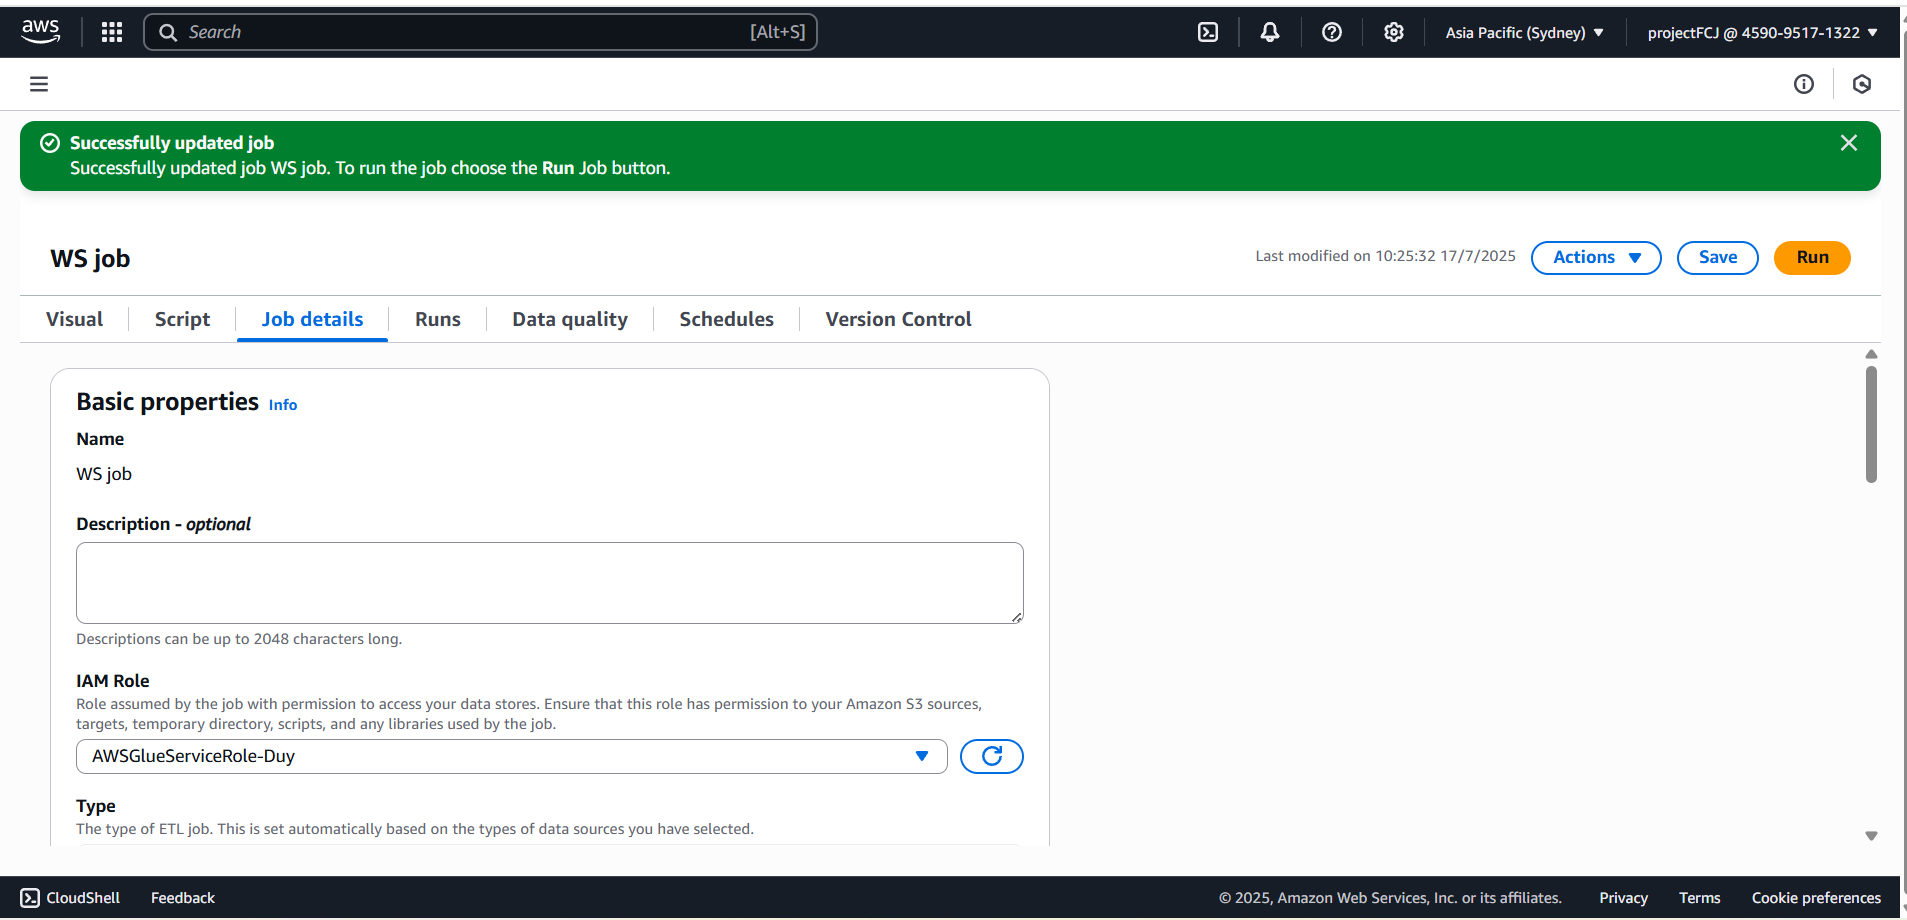 aws
Search [Alt+S]
Asia Pacific (Sydney) ▼
projectFCJ @ 4590-9517-1322 ▼
Successfully updated job
Successfully updated job WS job. To run the job choose the Run Job button.
WS job
Last modified on 10:25:32 17/7/2025
Actions ▼
Save
Run
Visual
Script
Job details
Runs
Data quality
Schedules
Version Control
Basic properties Info
Name
WS job
Description - optional
Descriptions can be up to 2048 characters long.
IAM Role
Role assumed by the job with permission to access your data stores. Ensure that this role has permission to your Amazon S3 sources,
targets, temporary directory, scripts, and any libraries used by the job.
AWSGlueServiceRole-Duy
Type
The type of ETL job. This is set automatically based on the types of data sources you have selected.
CloudShell
Feedback
© 2025, Amazon Web Services, Inc. or its affiliates.
Privacy
Terms
Cookie preferences